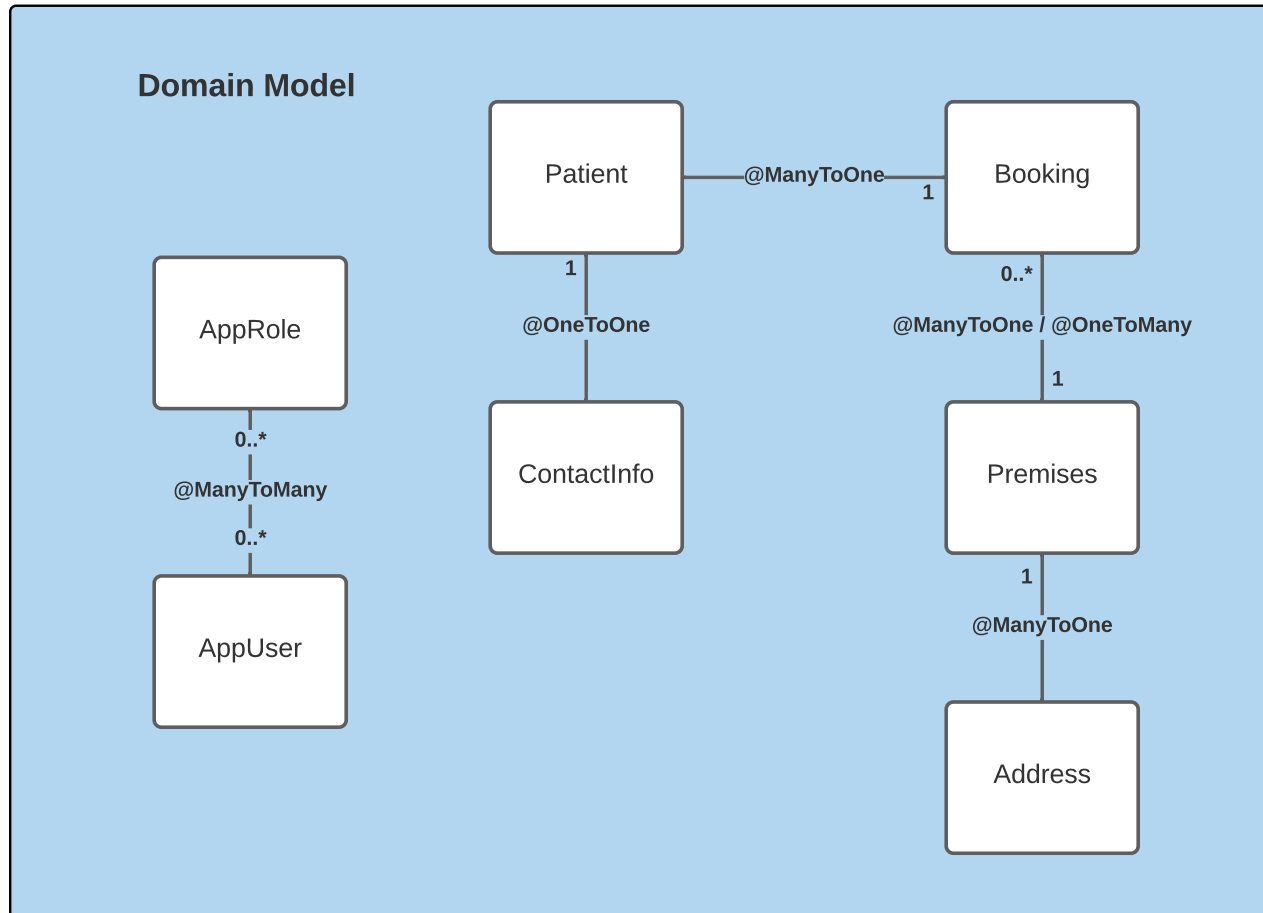 Domain Model
Patient
@ManyToOne
1
Booking
1
@OneToOne
ContactInfo
0..*
@ManyToOne / @OneToMany
1
Premises
1
@ManyToOne
Address
AppRole
0..*
@ManyToMany
0..*
AppUser